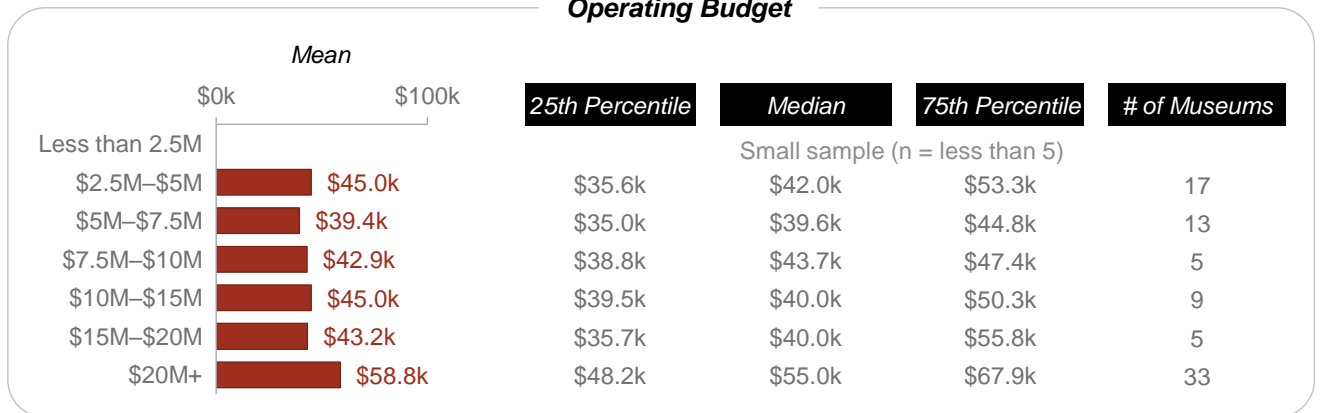 Operating Budget
Mean
$0k $100k 25th Percentile Median 75th Percentile # of Museums
Less than 2.5M Small sample (n = less than 5)
$2.5M–$5M $45.0k $35.6k $42.0k $53.3k 17
$5M–$7.5M $39.4k $35.0k $39.6k $44.8k 13
$7.5M–$10M $42.9k $38.8k $43.7k $47.4k 5
$10M–$15M $45.0k $39.5k $40.0k $50.3k 9
$15M–$20M $43.2k $35.7k $40.0k $55.8k 5
$20M+ $58.8k $48.2k $55.0k $67.9k 33